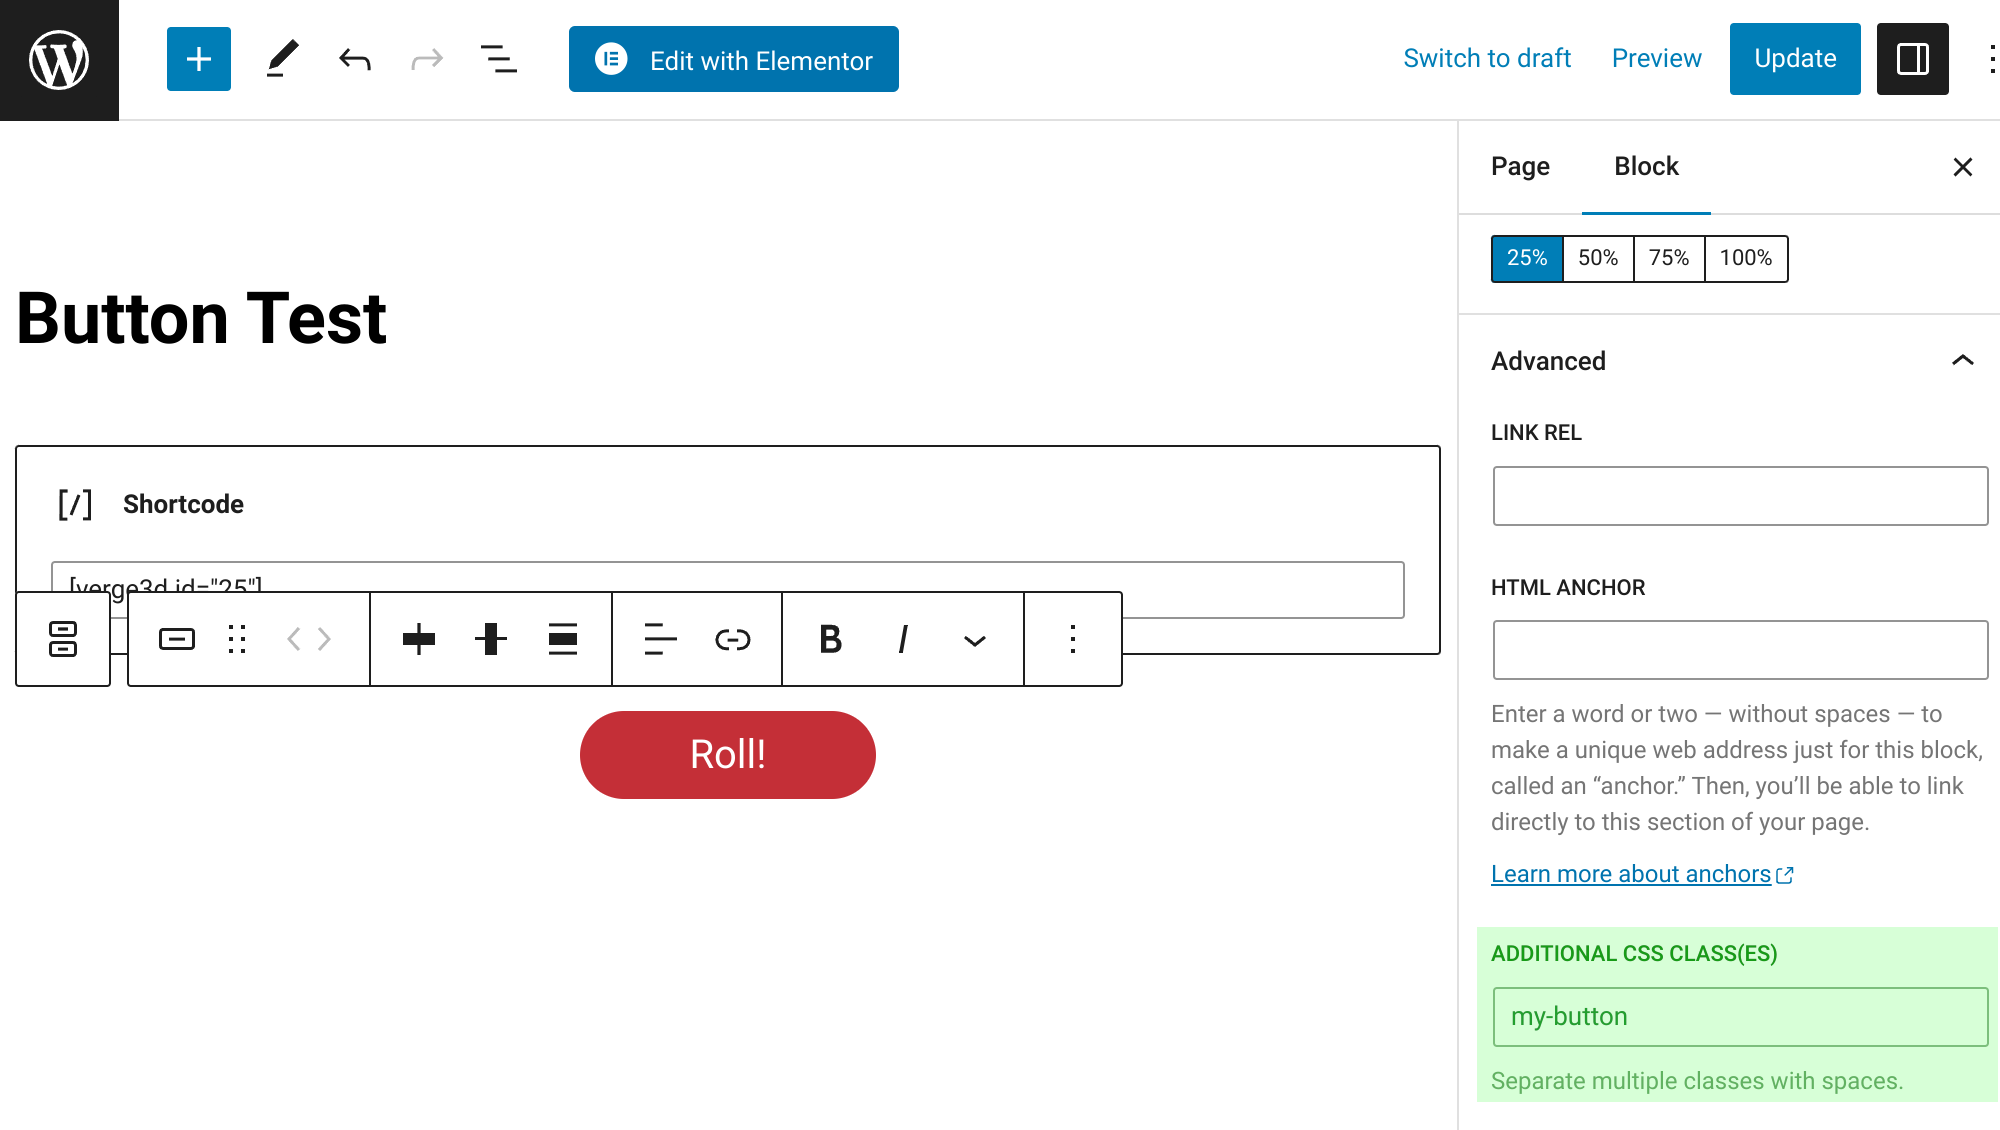 Edit with Elementor
Switch to draft
Preview
Update
Page
Block
25%
50%
75%
100%
Button Test
Advanced
LINK REL
[/] Shortcode
[verge3d id="25"]
HTML ANCHOR
B I
Enter a word or two — without spaces — to
make a unique web address just for this block,
called an “anchor.” Then, you’ll be able to link
directly to this section of your page.
Roll!
Learn more about anchors
ADDITIONAL CSS CLASS(ES)
my-button
Separate multiple classes with spaces.